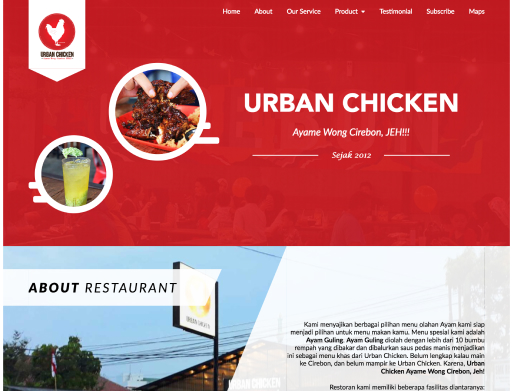 Home About Our Service Product Testimonial Subscribe Maps
URBAN CHICKEN
URBAN CHICKEN
Ayame Wong Cirebon, JEH!!!
Sejak 2012
ABOUT RESTAURANT
URBAN CHICKEN
Kami menyajikan berbagai pilihan menu olahan Ayam kami siap
menjadi pilihan untuk menu makan kamu. Menu spesial kami adalah
Ayam Guling. Ayam Guling diolah dengan lebih dari 10 bumbu
rempah yang dibakar dan dibalurkan saus pedas manis menjadikan
ini sebagai menu khas dari Urban Chicken. Belum lengkap kalau main
ke Cirebon, dan belum mampir ke Urban Chicken. Karena, Urban
Chicken Ayame Wong Cirebon, Jeh!
URBAN CHICKEN
Restoran kami memiliki beberapa fasilitas diantaranya: